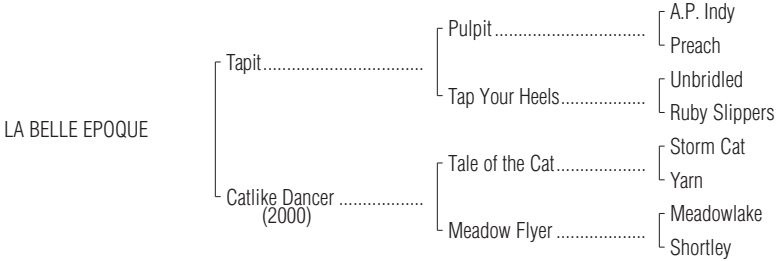 A.P. Indy
Pulpit
Preach
Tapit
Unbridled
Tap Your Heels
Ruby Slippers
LA BELLE EPOQUE
Storm Cat
Tale of the Cat
Yarn
Catlike Dancer
(2000)
Meadowlake
Meadow Flyer
Shortley